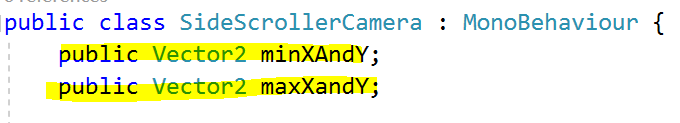 public class SideScrollerCamera : MonoBehaviour {
public Vector2 minXAndY;
public Vector2 maxXandY;